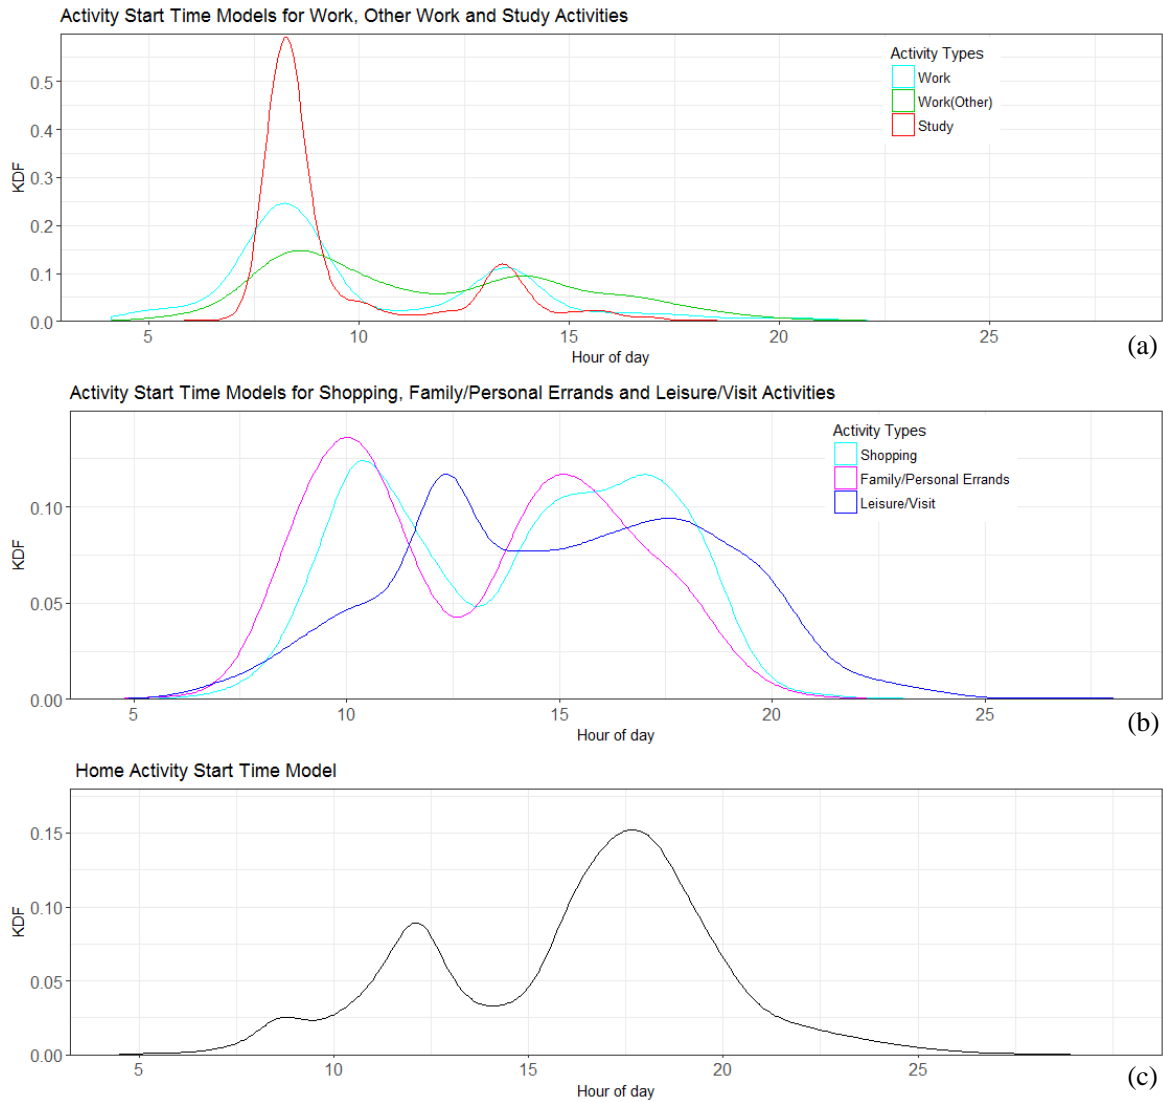 Activity Start Time Models for Work, Other Work and Study Activities
Activity Types
Work
Work(Other)
Study
KDF
0.5
0.4
0.3
0.2
0.1
0.0
5 10 15 20 25
Hour of day
(a)
Activity Start Time Models for Shopping, Family/Personal Errands and Leisure/Visit Activities
Activity Types
Shopping
Family/Personal Errands
Leisure/Visit
KDF
0.10
0.05
0.00
5 10 15 20 25
Hour of day
(b)
Home Activity Start Time Model
KDF
0.15
0.10
0.05
0.00
5 10 15 20 25
Hour of day
(c)